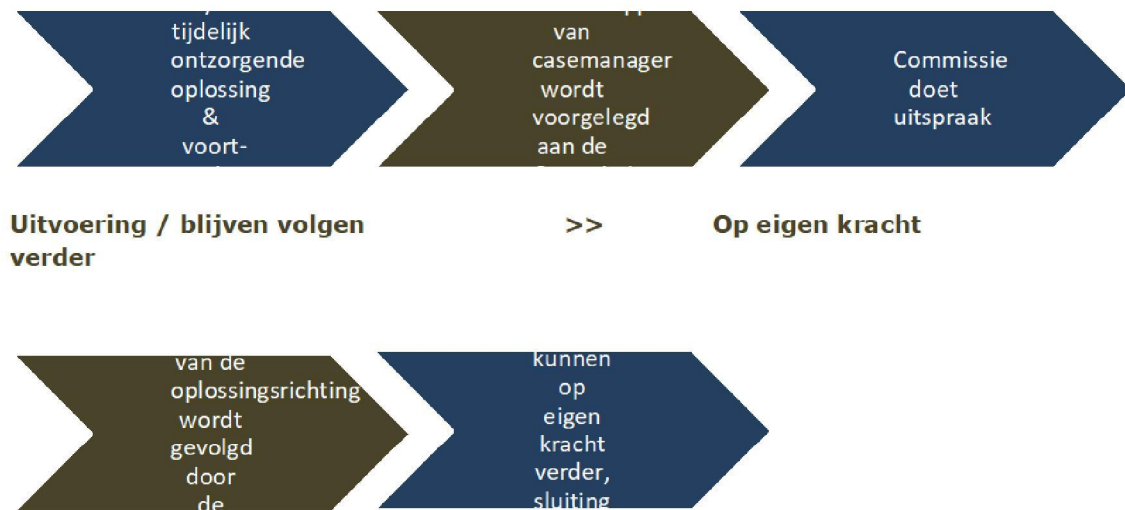 tijdelijk
ontzorgende
oplossing
&
voort-
van
casemanager
wordt
voorgelegd
aan de
Commissie
doet
uitspraak
Uitvoering / blijven volgen >> Op eigen kracht
verder
van de
oplossingsrichting
wordt
gevolgd
door
de
kunnen
op
eigen
kracht
verder,
sluiting